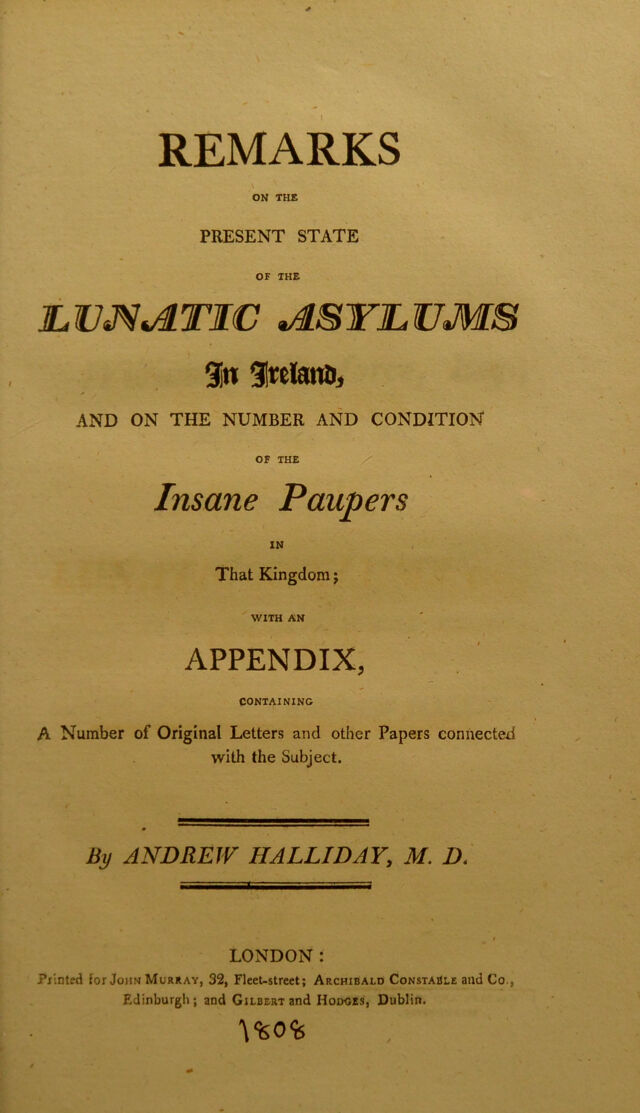 REMARKS
ON THE
PRESENT STATE
OF THE
LUNATIC ASYLUMS
In Ireland,
AND ON THE NUMBER AND CONDITION
OF THE
Insane Paupers
IN
That Kingdom;
WITH AN
APPENDIX,
CONTAINING
A Number of Original Letters and other Papers connected
with the Subject.
By ANDREW HALLIDAY, M. D.
LONDON:
Printed for JOHN MURRAY, 32, Fleet-street; ARCHIBALD CONSTABLE and Co.,
Edinburgh; and GILBERT and HODGES, Dublin.
1808